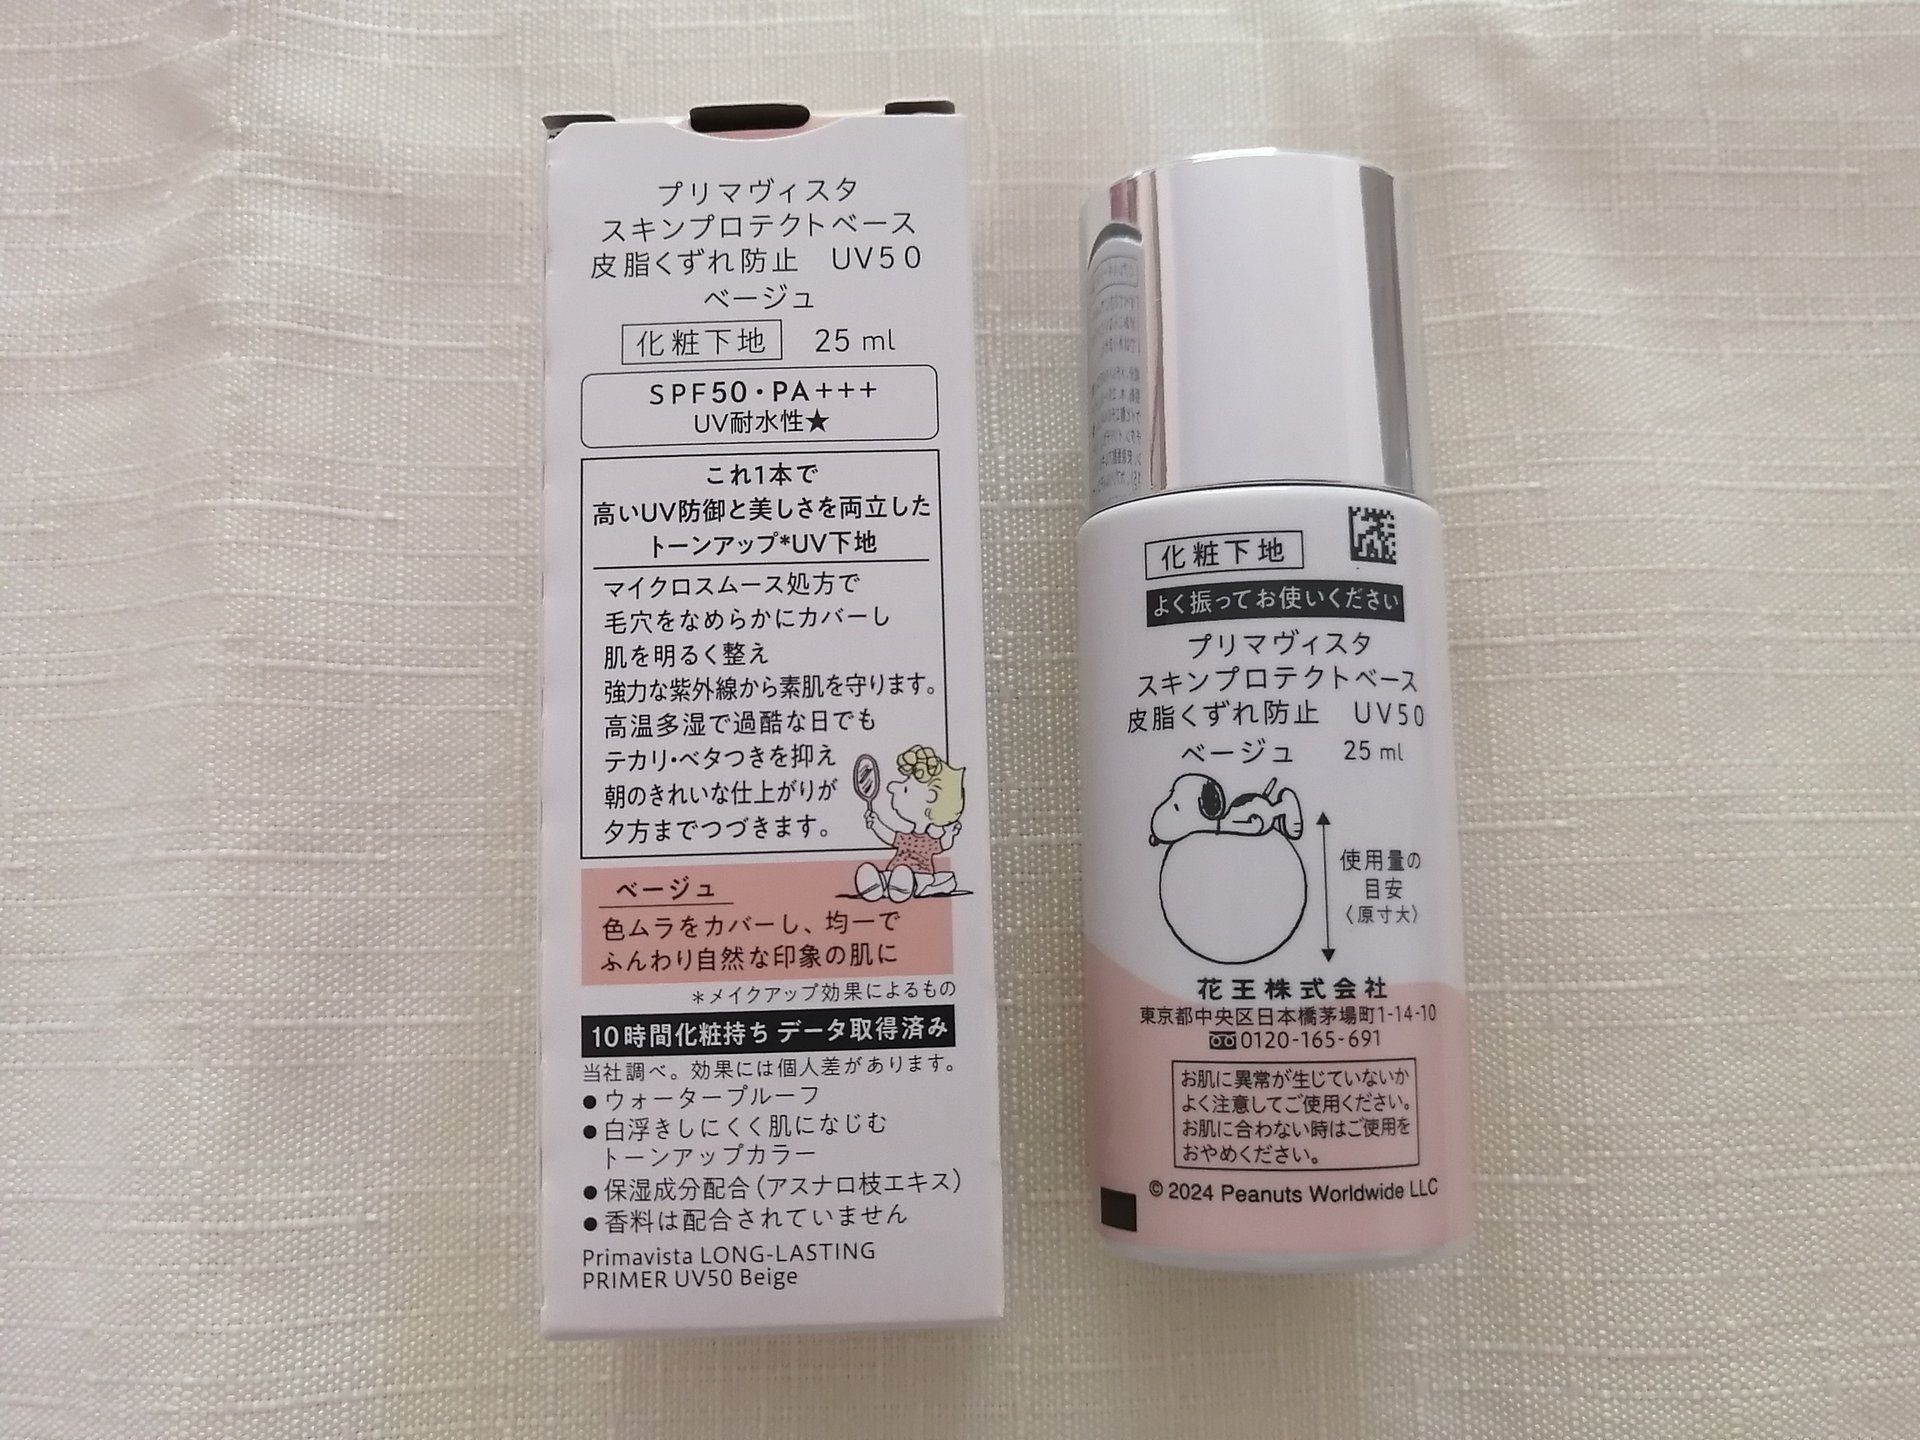 プリマヴィスタ
スキンプロテクトベース
皮脂くずれ防止 UV50
ベージュ
化粧下地 25 ml
SPF50・PA+++
UV耐水性★
これ1本で
高いUV防御と美しさを両立した
トーンアップ*UV下地
マイクロスムース処方で
毛穴をなめらかにカバーし
肌を明るく整え
強力な紫外線から素肌を守ります。
高温多湿で過酷な日でも
テカリ・ベタつきを抑え
朝のきれいな仕上がりが
夕方までつづきます。
ベージュ
色ムラをカバーし、均一で
ふんわり自然な印象の肌に
*メイクアップ効果によるもの
10時間化粧持ち データ取得済み
当社調べ。効果には個人差があります。
●ウォータープルーフ
●白浮きしにくく肌になじむ
トーンアップカラー
●保湿成分配合(アスナロ枝エキス)
●香料は配合されていません
Primavista LONG-LASTING
PRIMER UV50 Beige
化粧下地
よく振ってお使いください
プリマヴィスタ
スキンプロテクトベース
皮脂くずれ防止 UV50
ベージュ 25 ml
使用量の
目安
〈原寸大〉
花王株式会社
東京都中央区日本橋茅場町1-14-10
0120-165-691
お肌に異常が生じていないか
よく注意してご使用ください。
お肌に合わない時はご使用を
おやめください。
© 2024 Peanuts Worldwide LLC